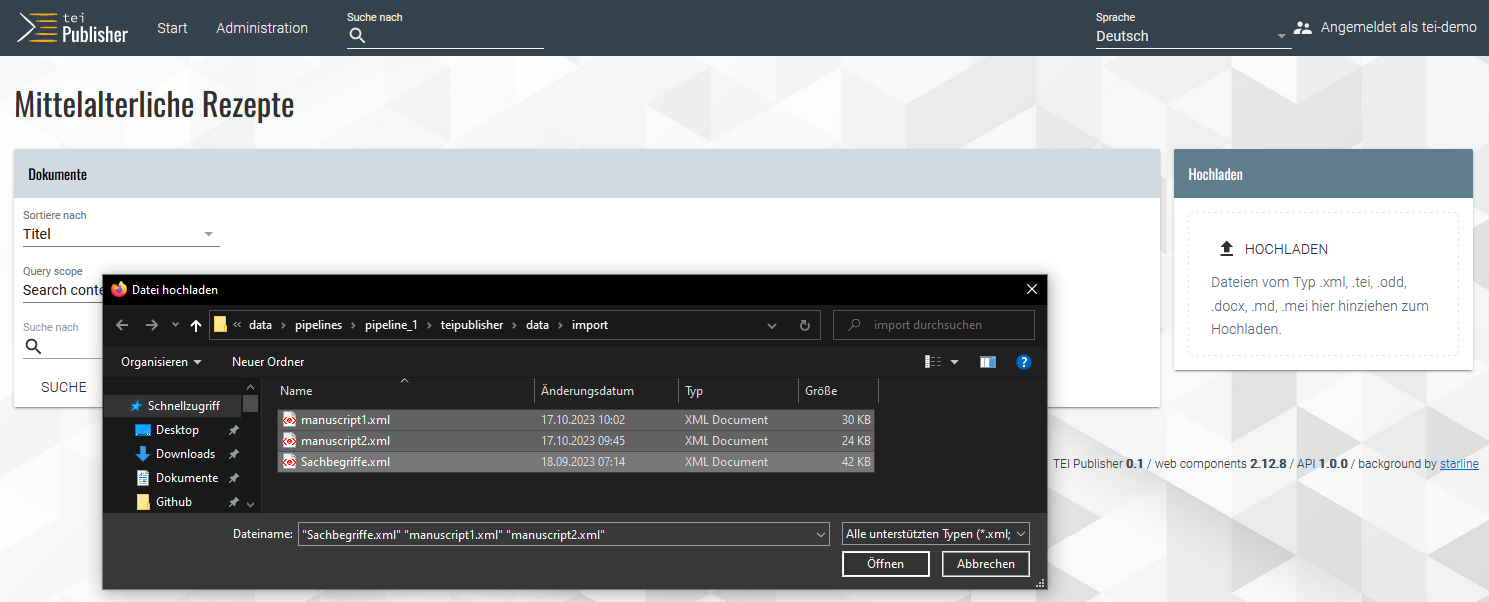 tei
Publisher
Start
Administration
Suche nach
Sprache
Deutsch
Angemeldet als tei-demo
Mittelalterliche Rezepte
Dokumente
Sortiere nach
Titel
Query scope
Search conte
Suche nach
SUCHE
Hochladen
HOCHLADEN
Dateien vom Typ .xml, .tei, .odd,
.docx, .md, .mei hier hinziehen zum
Hochladen.
Datei hochladen
« data › pipelines › pipeline_1 › teipublisher › data › import
import durchsuchen
Organisieren
Neuer Ordner
Schnellzugriff
Desktop
Downloads
Dokumente
Github
Name Änderungsdatum Typ Größe
manuscript1.xml 17.10.2023 10:02 XML Document 30 KB
manuscript2.xml 17.10.2023 09:45 XML Document 24 KB
Sachbegriffe.xml 18.09.2023 07:14 XML Document 42 KB
Dateiname: "Sachbegriffe.xml" "manuscript1.xml" "manuscript2.xml"
Alle unterstützten Typen (*.xml;
Öffnen
Abbrechen
TEI Publisher 0.1 / web components 2.12.8 / API 1.0.0 / background by starline